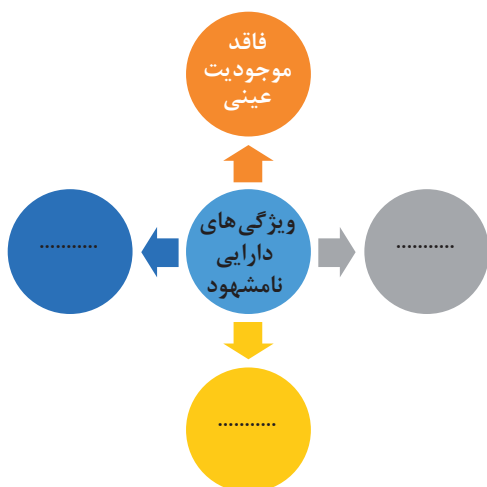 فاقد
موجودیت
عینی
...........
ویژگی‌های
دارایی
نامشهود
...........
...........